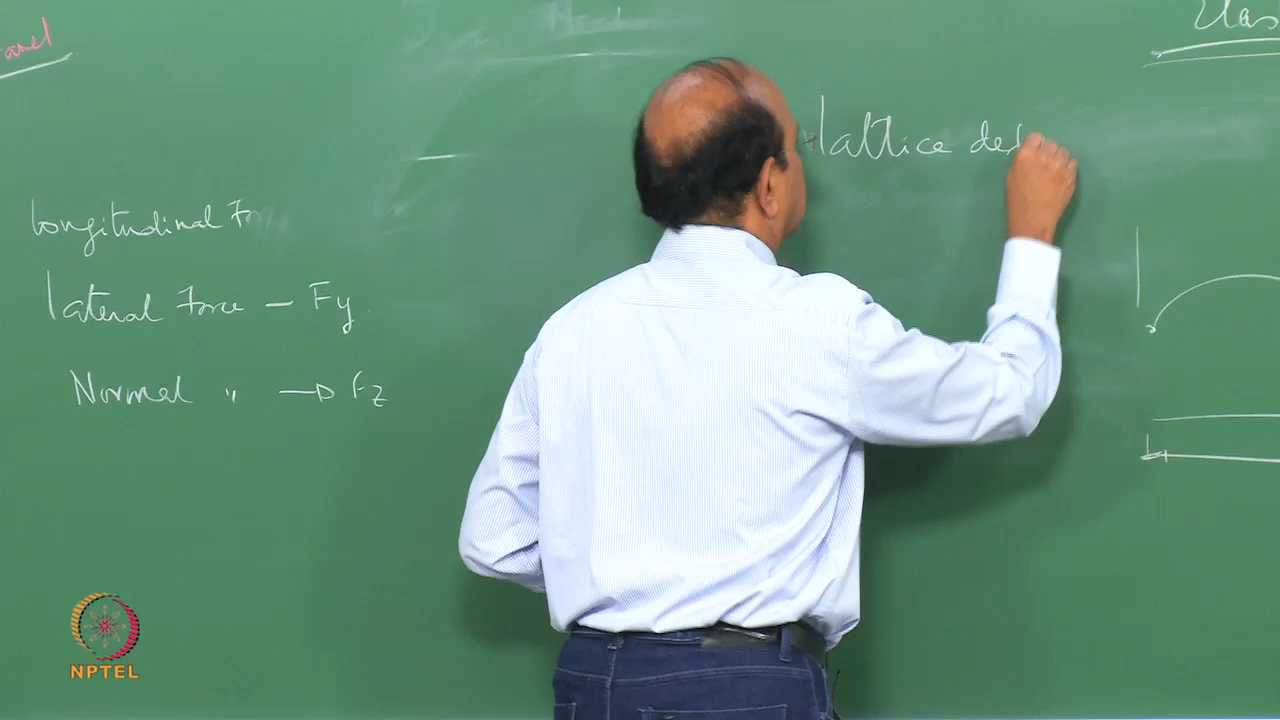 Longitudinal Fo
lateral Force – Fy
Normal " → Fz
lattice def
NPTEL